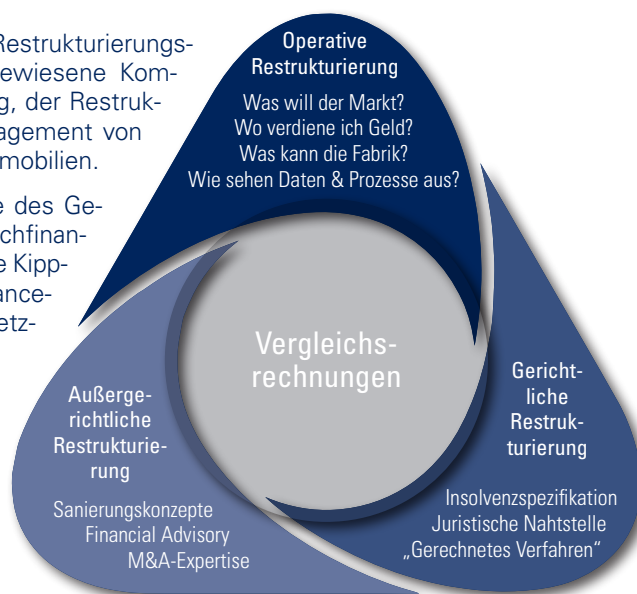 Restrukturierungs-
ewiesene Kom-
g, der Restruk-
agement von
mobilien.
e des Ge-
chfinan-
e Kipp-
ance-
etz-
Operative
Restrukturierung
Was will der Markt?
Wo verdiene ich Geld?
Was kann die Fabrik?
Wie sehen Daten & Prozesse aus?
Vergleichs-
rechnungen
Außerge-
richtliche
Restrukturie-
rung
Sanierungskonzepte
Financial Advisory
M&A-Expertise
Gericht-
liche
Restruk-
turierung
Insolvenzspezifikation
Juristische Nahtstelle
„Gerechnetes Verfahren“